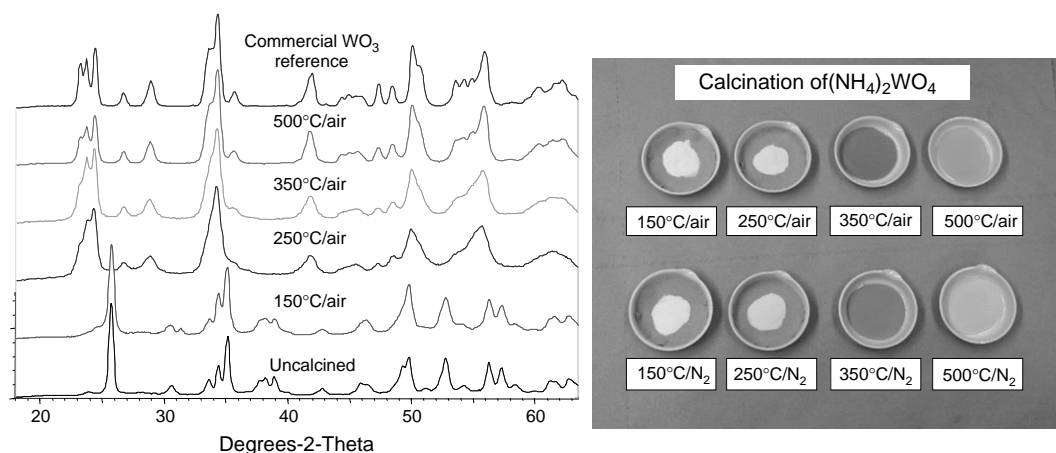 Commercial WO₃
reference
500°C/air
350°C/air
250°C/air
150°C/air
Uncalcined
20 30 40 50 60
Degrees-2-Theta
Calcination of(NH₄)₂WO₄
150°C/air 250°C/air 350°C/air 500°C/air
150°C/N₂ 250°C/N₂ 350°C/N₂ 500°C/N₂